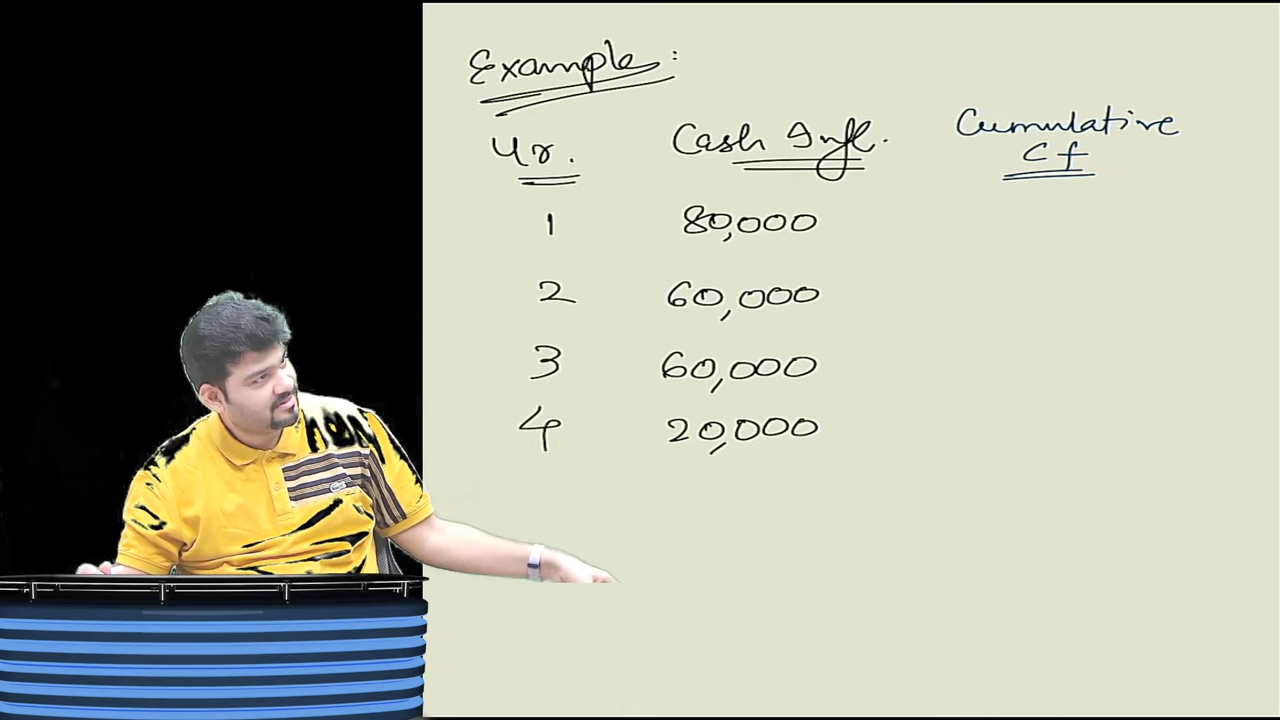 Example:
Yr. Cash Infl. Cumulative Cf
1 80,000
2 60,000
3 60,000
4 20,000